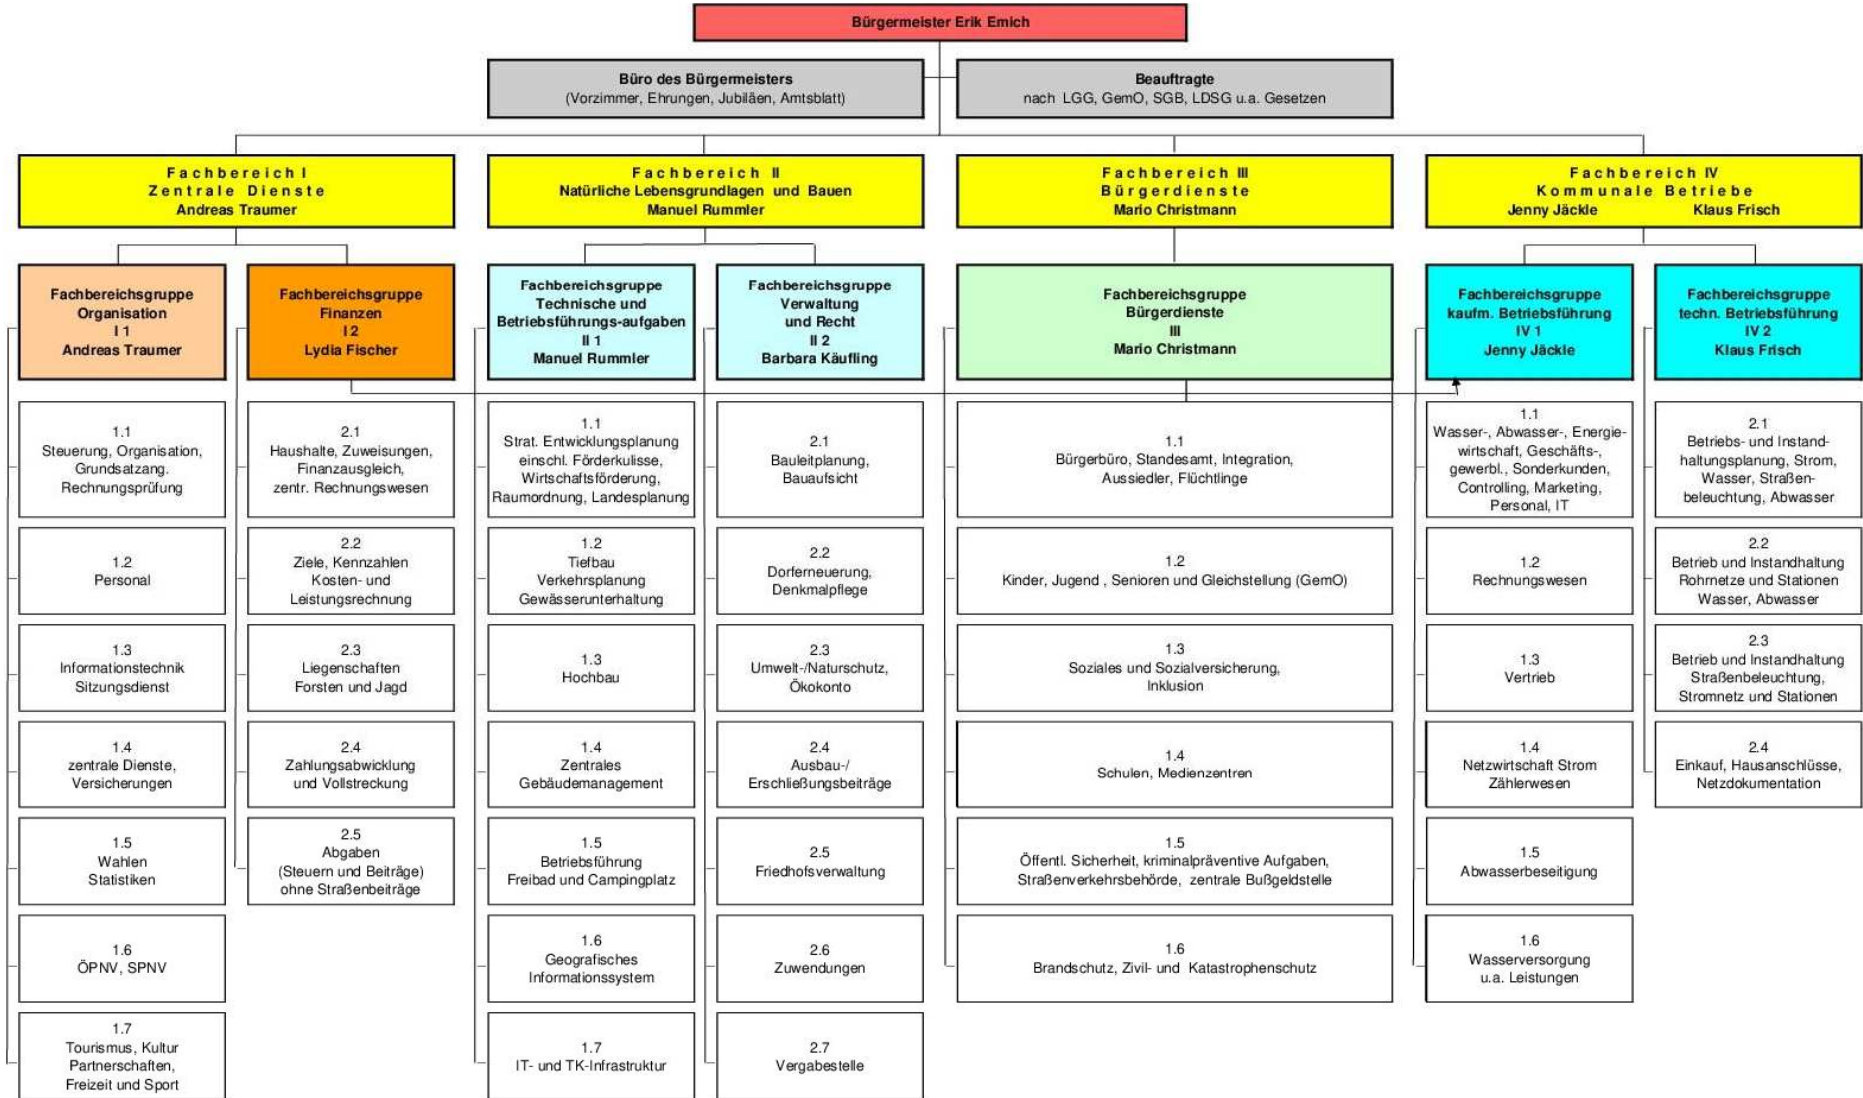 Bürgermeister Erik Emich
Büro des Bürgermeisters
(Vorzimmer, Ehrungen, Jubiläen, Amtsblatt)
Beauftragte
nach LGG, GemO, SGB, LDSG u.a. Gesetzen
Fachbereich I
Zentrale Dienste
Andreas Traumer
Fachbereich II
Natürliche Lebensgrundlagen und Bauen
Manuel Rummler
Fachbereich III
Bürgerdienste
Mario Christmann
Fachbereich IV
Kommunale Betriebe
Jenny Jäckle Klaus Frisch
Fachbereichsgruppe
Organisation
I 1
Andreas Traumer
1.1
Steuerung, Organisation,
Grundsatzang.
Rechnungsprüfung
1.2
Personal
1.3
Informationstechnik
Sitzungsdienst
1.4
zentrale Dienste,
Versicherungen
1.5
Wahlen
Statistiken
1.6
ÖPNV, SPNV
1.7
Tourismus, Kultur
Partnerschaften,
Freizeit und Sport
Fachbereichsgruppe
Finanzen
I 2
Lydia Fischer
2.1
Haushalte, Zuweisungen,
Finanzausgleich,
zentr. Rechnungswesen
2.2
Ziele, Kennzahlen
Kosten- und
Leistungsrechnung
2.3
Liegenschaften
Forsten und Jagd
2.4
Zahlungsabwicklung
und Vollstreckung
2.5
Abgaben
(Steuern und Beiträge)
ohne Straßenbeiträge
Fachbereichsgruppe
Technische und
Betriebsführungs-aufgaben
II 1
Manuel Rummler
1.1
Strat. Entwicklungsplanung
einschl. Förderkulisse,
Wirtschaftsförderung,
Raumordnung, Landesplanung
1.2
Tiefbau
Verkehrsplanung
Gewässerunterhaltung
1.3
Hochbau
1.4
Zentrales
Gebäudemanagement
1.5
Betriebsführung
Freibad und Campingplatz
1.6
Geografisches
Informationssystem
1.7
IT- und TK-Infrastruktur
Fachbereichsgruppe
Verwaltung
und Recht
II 2
Barbara Käufling
2.1
Bauleitplanung,
Bauaufsicht
2.2
Dorferneuerung,
Denkmalpflege
2.3
Umwelt-/Naturschutz,
Ökokonto
2.4
Ausbau-/
Erschließungsbeiträge
2.5
Friedhofsverwaltung
2.6
Zuwendungen
2.7
Vergabestelle
Fachbereichsgruppe
Bürgerdienste
III
Mario Christmann
1.1
Bürgerbüro, Standesamt, Integration,
Aussiedler, Flüchtlinge
1.2
Kinder, Jugend , Senioren und Gleichstellung (GemO)
1.3
Soziales und Sozialversicherung,
Inklusion
1.4
Schulen, Medienzentren
1.5
Öffentl. Sicherheit, kriminalpräventive Aufgaben,
Straßenverkehrsbehörde, zentrale Bußgeldstelle
1.6
Brandschutz, Zivil- und Katastrophenschutz
Fachbereichsgruppe
kaufm. Betriebsführung
IV 1
Jenny Jäckle
1.1
Wasser-, Abwasser-, Energie-
wirtschaft, Geschäfts-,
gewerbl., Sonderkunden,
Controlling, Marketing,
Personal, IT
1.2
Rechnungswesen
1.3
Vertrieb
1.4
Netzwirtschaft Strom
Zählerwesen
1.5
Abwasserbeseitigung
1.6
Wasserversorgung
u.a. Leistungen
Fachbereichsgruppe
techn. Betriebsführung
IV 2
Klaus Frisch
2.1
Betriebs- und Instand-
haltungsplanung, Strom,
Wasser, Straßen-
beleuchtung, Abwasser
2.2
Betrieb und Instandhaltung
Rohrnetze und Stationen
Wasser, Abwasser
2.3
Betrieb und Instandhaltung
Straßenbeleuchtung,
Stromnetz und Stationen
2.4
Einkauf, Hausanschlüsse,
Netzdokumentation